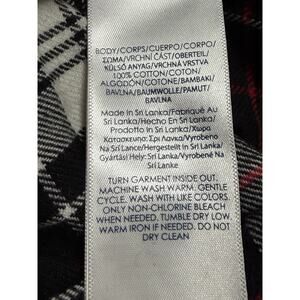 BODY/CORPS/CUERPO/CORPO/
ΣΩΜΑ/VRCHNÍ ČÁST/OBERTEIL/
KÜLSŐ ANYAG/VRCHNÁ VRSTVA
100% COTTON/COTON/
ALGODÓN/COTONE/BAMBAKI/
BAVLNA/BAUMWOLLE/PAMUT/
BAVLNA
Made In Sri Lanka/Fabriqué Au
Sri Lanka/Hecho En Sri Lanka/
Prodotto In Sri Lanka/Χώρα
Κατασκευης: Σρι Λανκα/Vyrobeno
Na Srí Lance/Hergestellt in Sri Lanka/
Gyártási Hely: Srí Lanka/Vyrobené Na
Srí Lanke
TURN GARMENT INSIDE OUT.
MACHINE WASH WARM, GENTLE
CYCLE. WASH WITH LIKE COLORS.
ONLY NON-CHLORINE BLEACH
WHEN NEEDED. TUMBLE DRY LOW.
WARM IRON IF NEEDED. DO NOT
DRY CLEAN